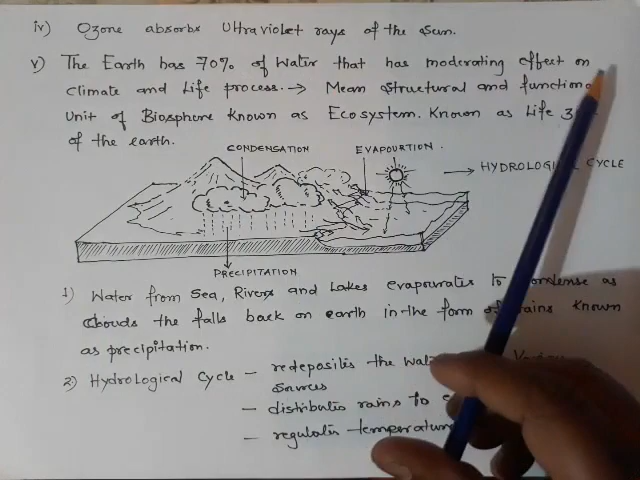 iv) Ozone absorbs Ultraviolet rays of the Sun.
v) The Earth has 70% of Water that has moderating effect on
climate and Life process. → Mean structural and function
Unit of Biosphere known as Ecosystem. Known as Life
of the earth.
CONDENSATION EVAPOURTION.
HYDROLOGICAL CYCLE
PRECIPITATION
1) Water from Sea, Rivers and Lakes evapourates to condense as
clouds the falls back on earth in the form of rains known
as precipitation.
2) Hydrological Cycle – redeposites the
sources
– distributes rains to
– regulates temperature